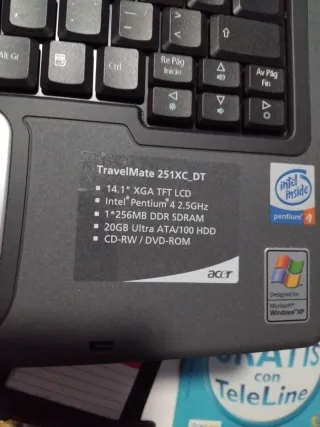 Alt Gr
Ctrl
Re Pág
Inicio
Av Pág
Fin
TravelMate 251XC_DT
▪ 14.1" XGA TFT LCD
▪ Intel® Pentium® 4 2.5GHz
▪ 1*256MB DDR SDRAM
▪ 20GB Ultra ATA/100 HDD
▪ CD-RW / DVD-ROM
acer
intel
inside
pentium 4
Designed for
Microsoft®
Windows® XP
GRATIS
con
TeleLine